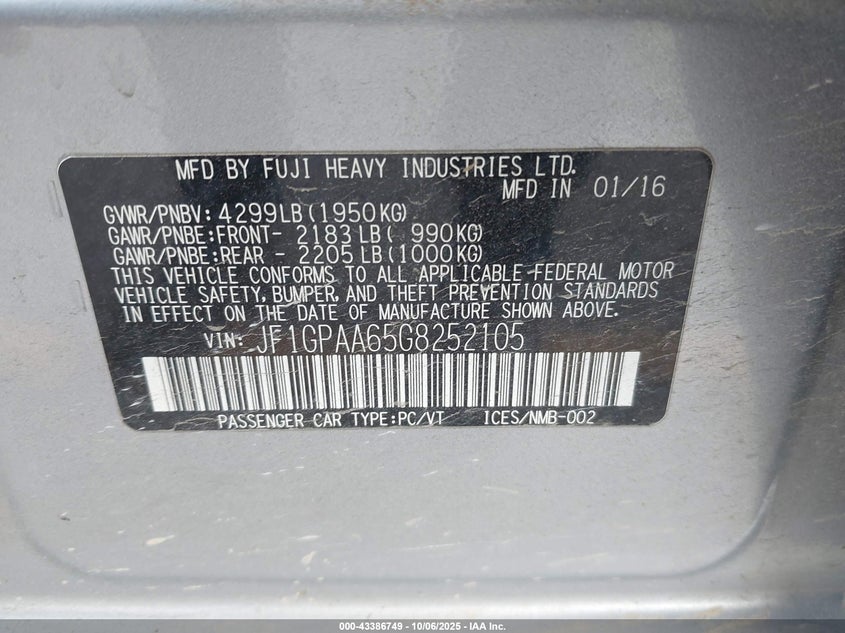 MFD BY FUJI HEAVY INDUSTRIES LTD.
MFD IN 01/16
GVWR/PNBV: 4299LB(1950KG)
GAWR/PNBE:FRONT- 2183LB( 990KG)
GAWR/PNBE:REAR - 2205LB(1000KG)
THIS VEHICLE CONFORMS TO ALL APPLICABLE FEDERAL MOTOR
VEHICLE SAFETY, BUMPER, AND THEFT PREVENTION STANDARDS
IN EFFECT ON THE DATE OF MANUFACTURE SHOWN ABOVE.
VIN: JF1GPAA65G8252105
PASSENGER CAR TYPE:PC/VT ICES/NMB-002
000-43386749 - 10/06/2025 - IAA Inc.